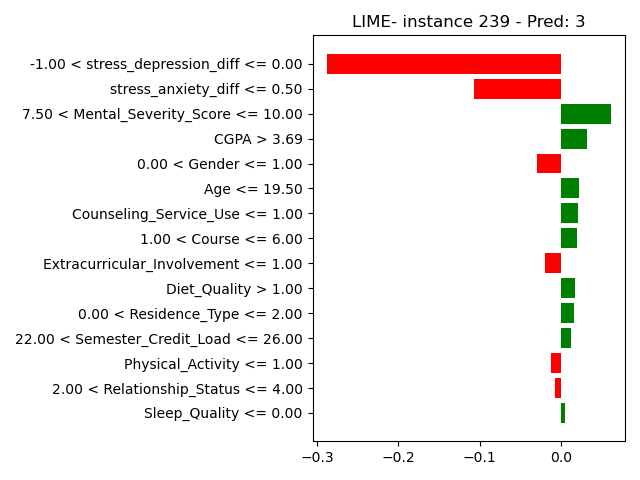 LIME- instance 239 - Pred: 3
-1.00 < stress_depression_diff <= 0.00
stress_anxiety_diff <= 0.50
7.50 < Mental_Severity_Score <= 10.00
CGPA > 3.69
0.00 < Gender <= 1.00
Age <= 19.50
Counseling_Service_Use <= 1.00
1.00 < Course <= 6.00
Extracurricular_Involvement <= 1.00
Diet_Quality > 1.00
0.00 < Residence_Type <= 2.00
22.00 < Semester_Credit_Load <= 26.00
Physical_Activity <= 1.00
2.00 < Relationship_Status <= 4.00
Sleep_Quality <= 0.00
−0.3 −0.2 −0.1 0.0